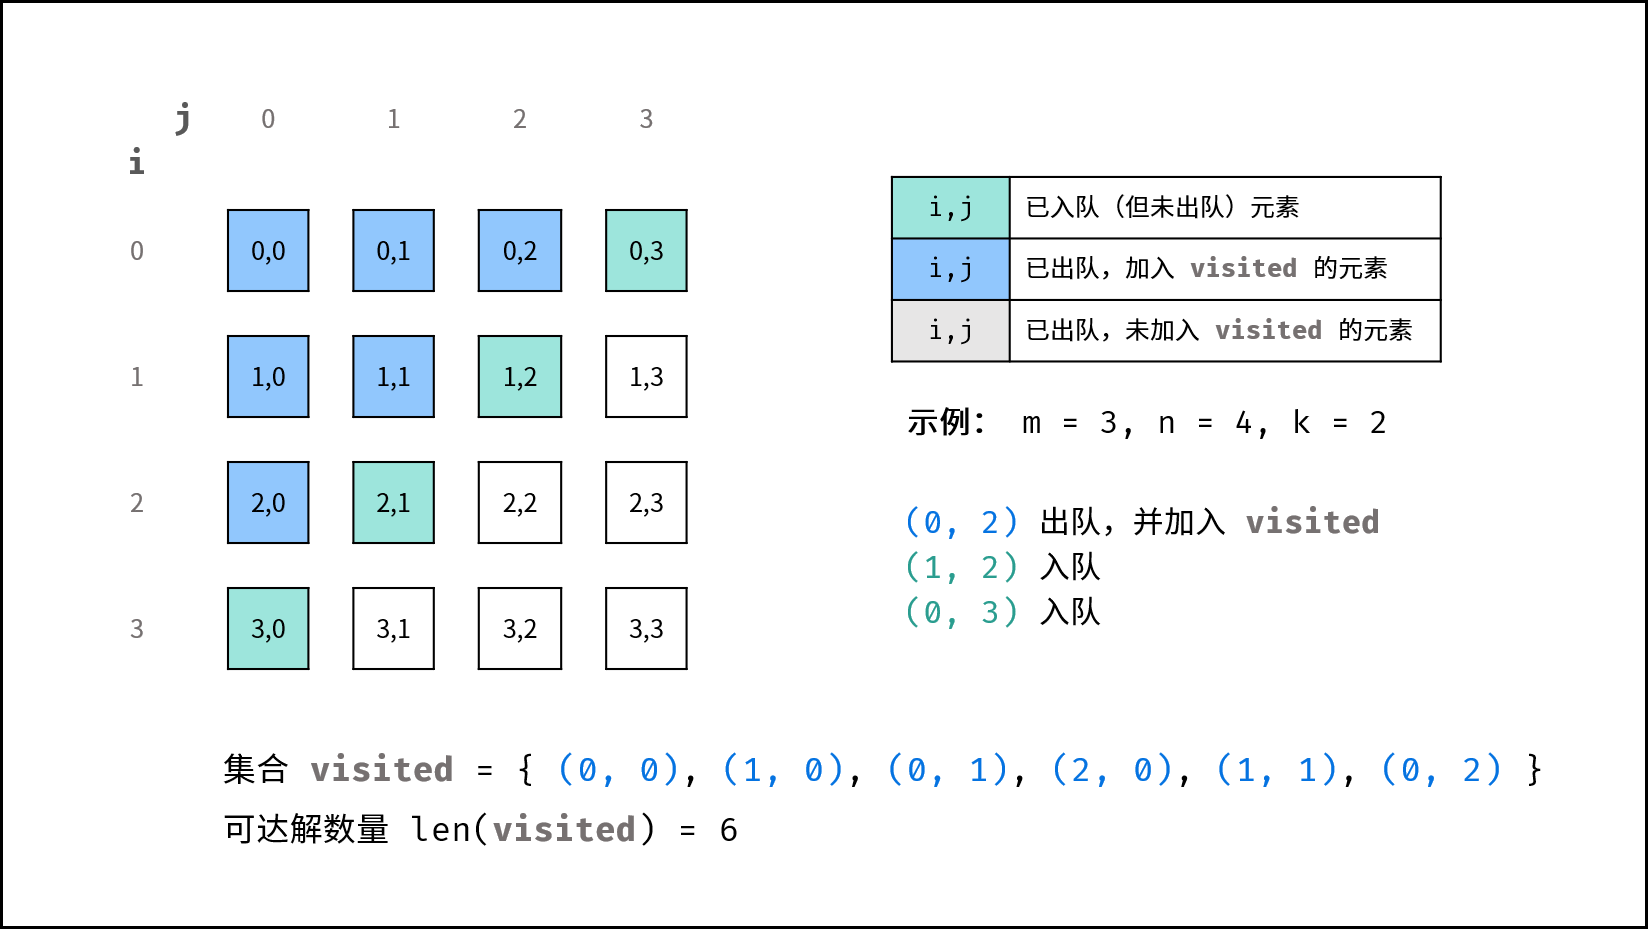 j 0 1 2 3
i
0 0,0 0,1 0,2 0,3
1 1,0 1,1 1,2 1,3
2 2,0 2,1 2,2 2,3
3 3,0 3,1 3,2 3,3
i,j 已入队（但未出队）元素
i,j 已出队，加入 visited 的元素
i,j 已出队，未加入 visited 的元素
示例： m = 3, n = 4, k = 2
(0, 2) 出队，并加入 visited
(1, 2) 入队
(0, 3) 入队
集合 visited = { (0, 0), (1, 0), (0, 1), (2, 0), (1, 1), (0, 2) }
可达解数量 len(visited) = 6